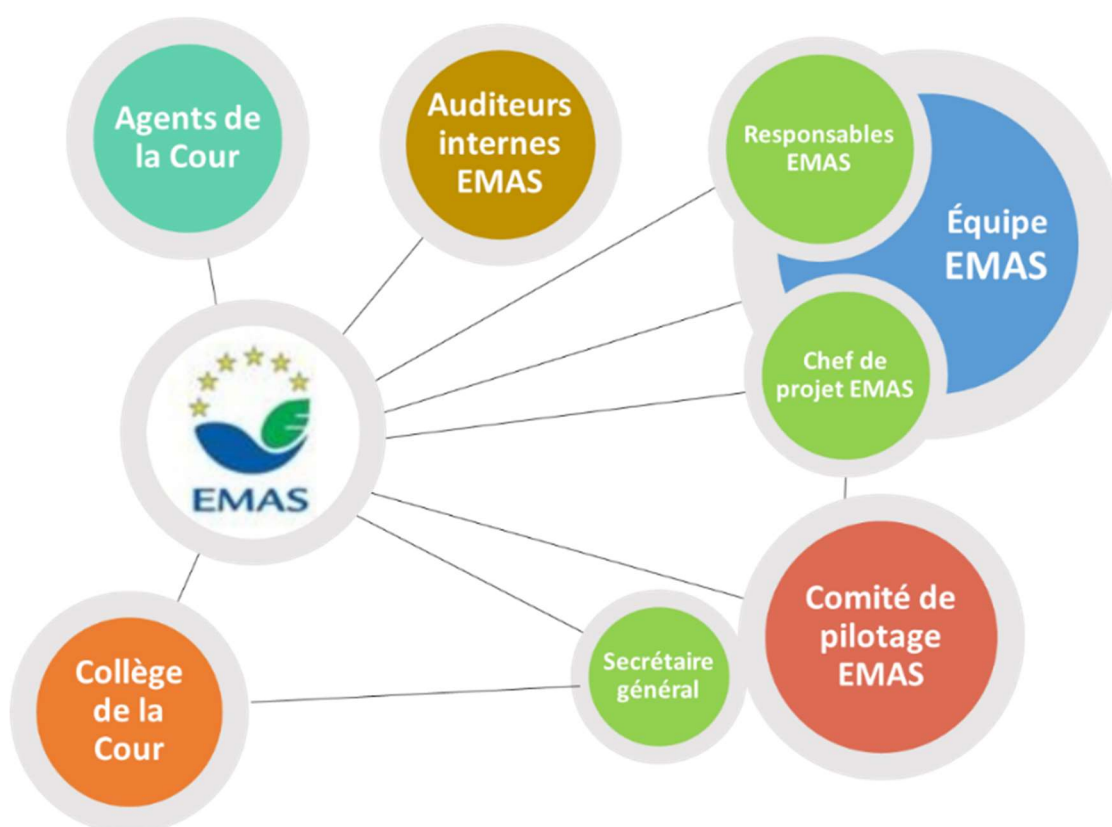 Agents de
la Cour
Auditeurs
internes
EMAS
Responsables
EMAS
Équipe
EMAS
Chef de
projet EMAS
EMAS
Comité de
pilotage
EMAS
Secrétaire
général
Collège
de la
Cour